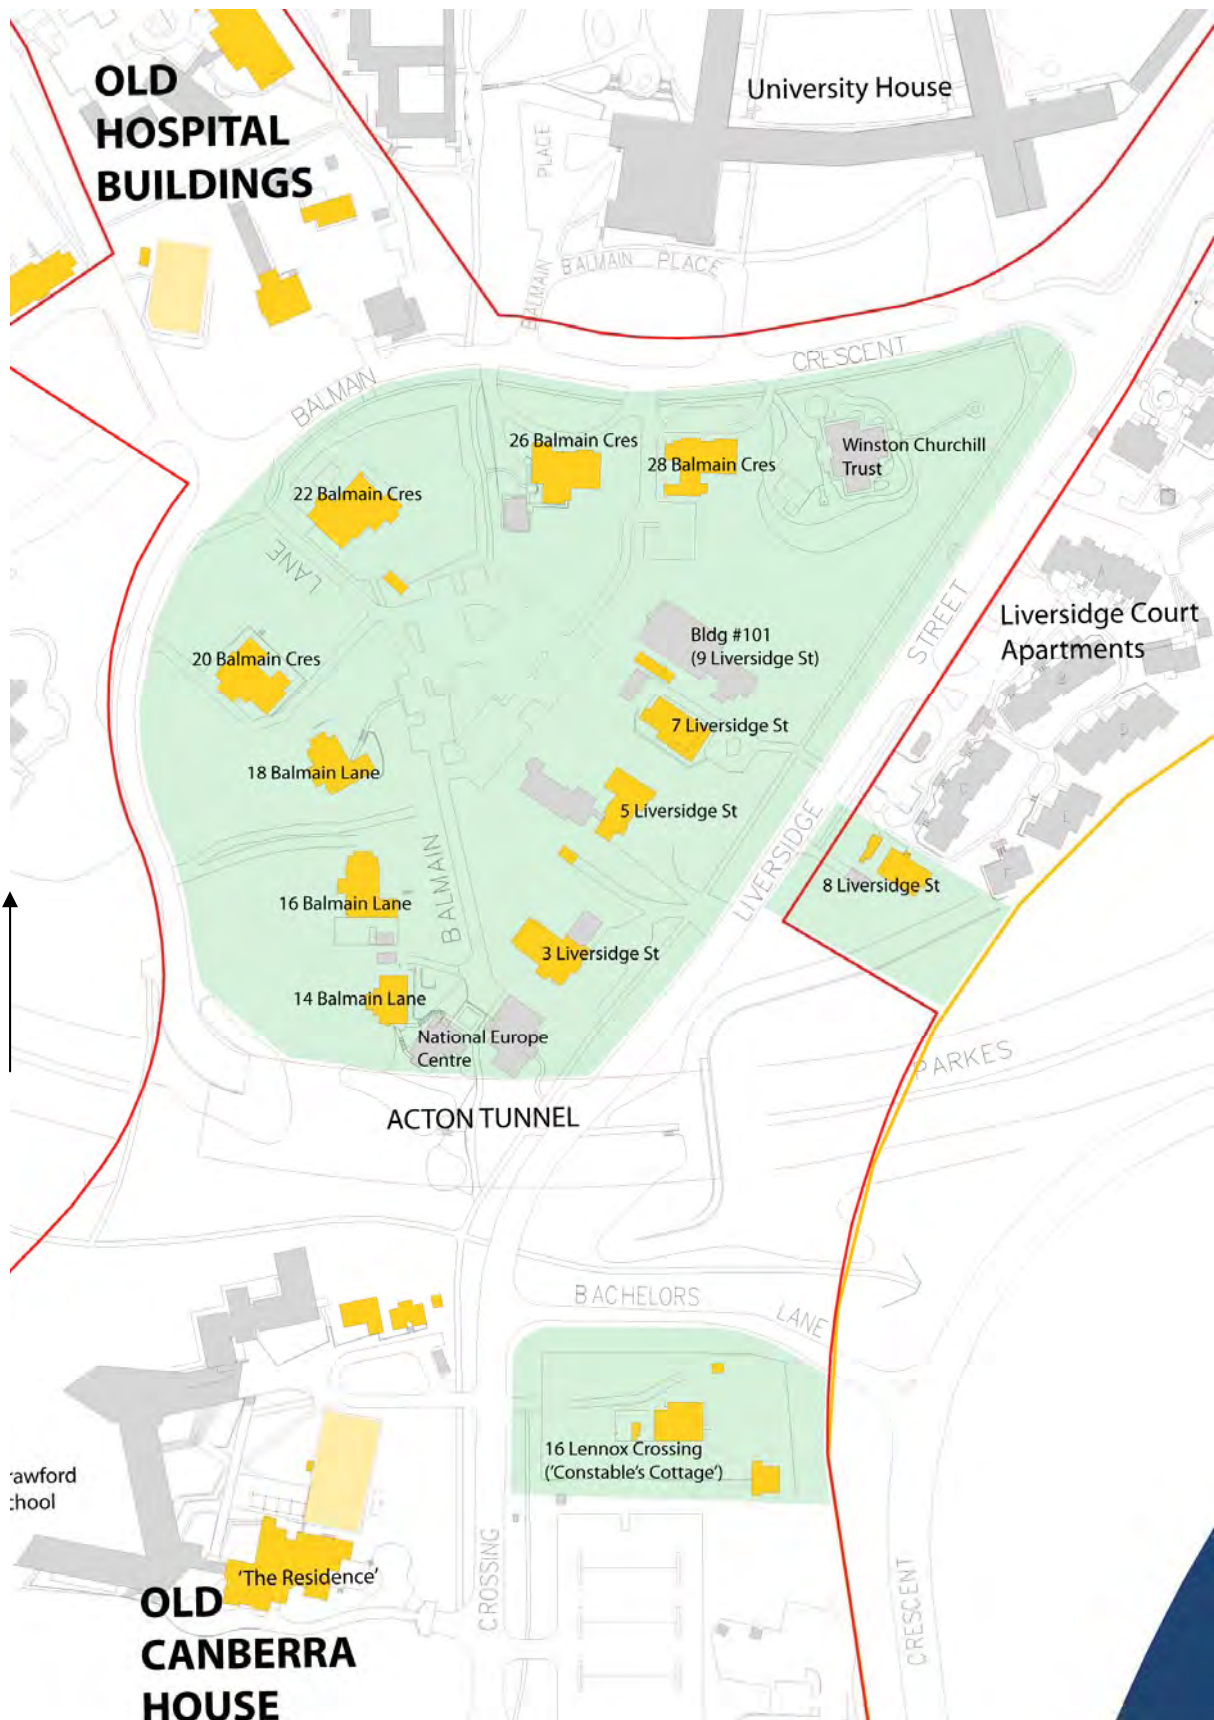 OLD
HOSPITAL
BUILDINGS
University House
PLACE
BALMAIN
BALMAIN PLACE
CRESCENT
BALMAIN
26 Balmain Cres
28 Balmain Cres
Winston Churchill
Trust
22 Balmain Cres
LANE
STREET
A
Liversidge Court
Apartments
Bldg #101
(9 Liversidge St)
20 Balmain Cres
7 Liversidge St
18 Balmain Lane
5 Liversidge St
C
LIVERSIDGE
BALMAIN
8 Liversidge St
16 Balmain Lane
3 Liversidge St
14 Balmain Lane
National Europe
Centre
PARKES
ACTON TUNNEL
BACHELORS
LANE
16 Lennox Crossing
('Constable's Cottage')
rawford
chool
CROSSING
CRESCENT
'The Residence'
OLD
CANBERRA
HOUSE